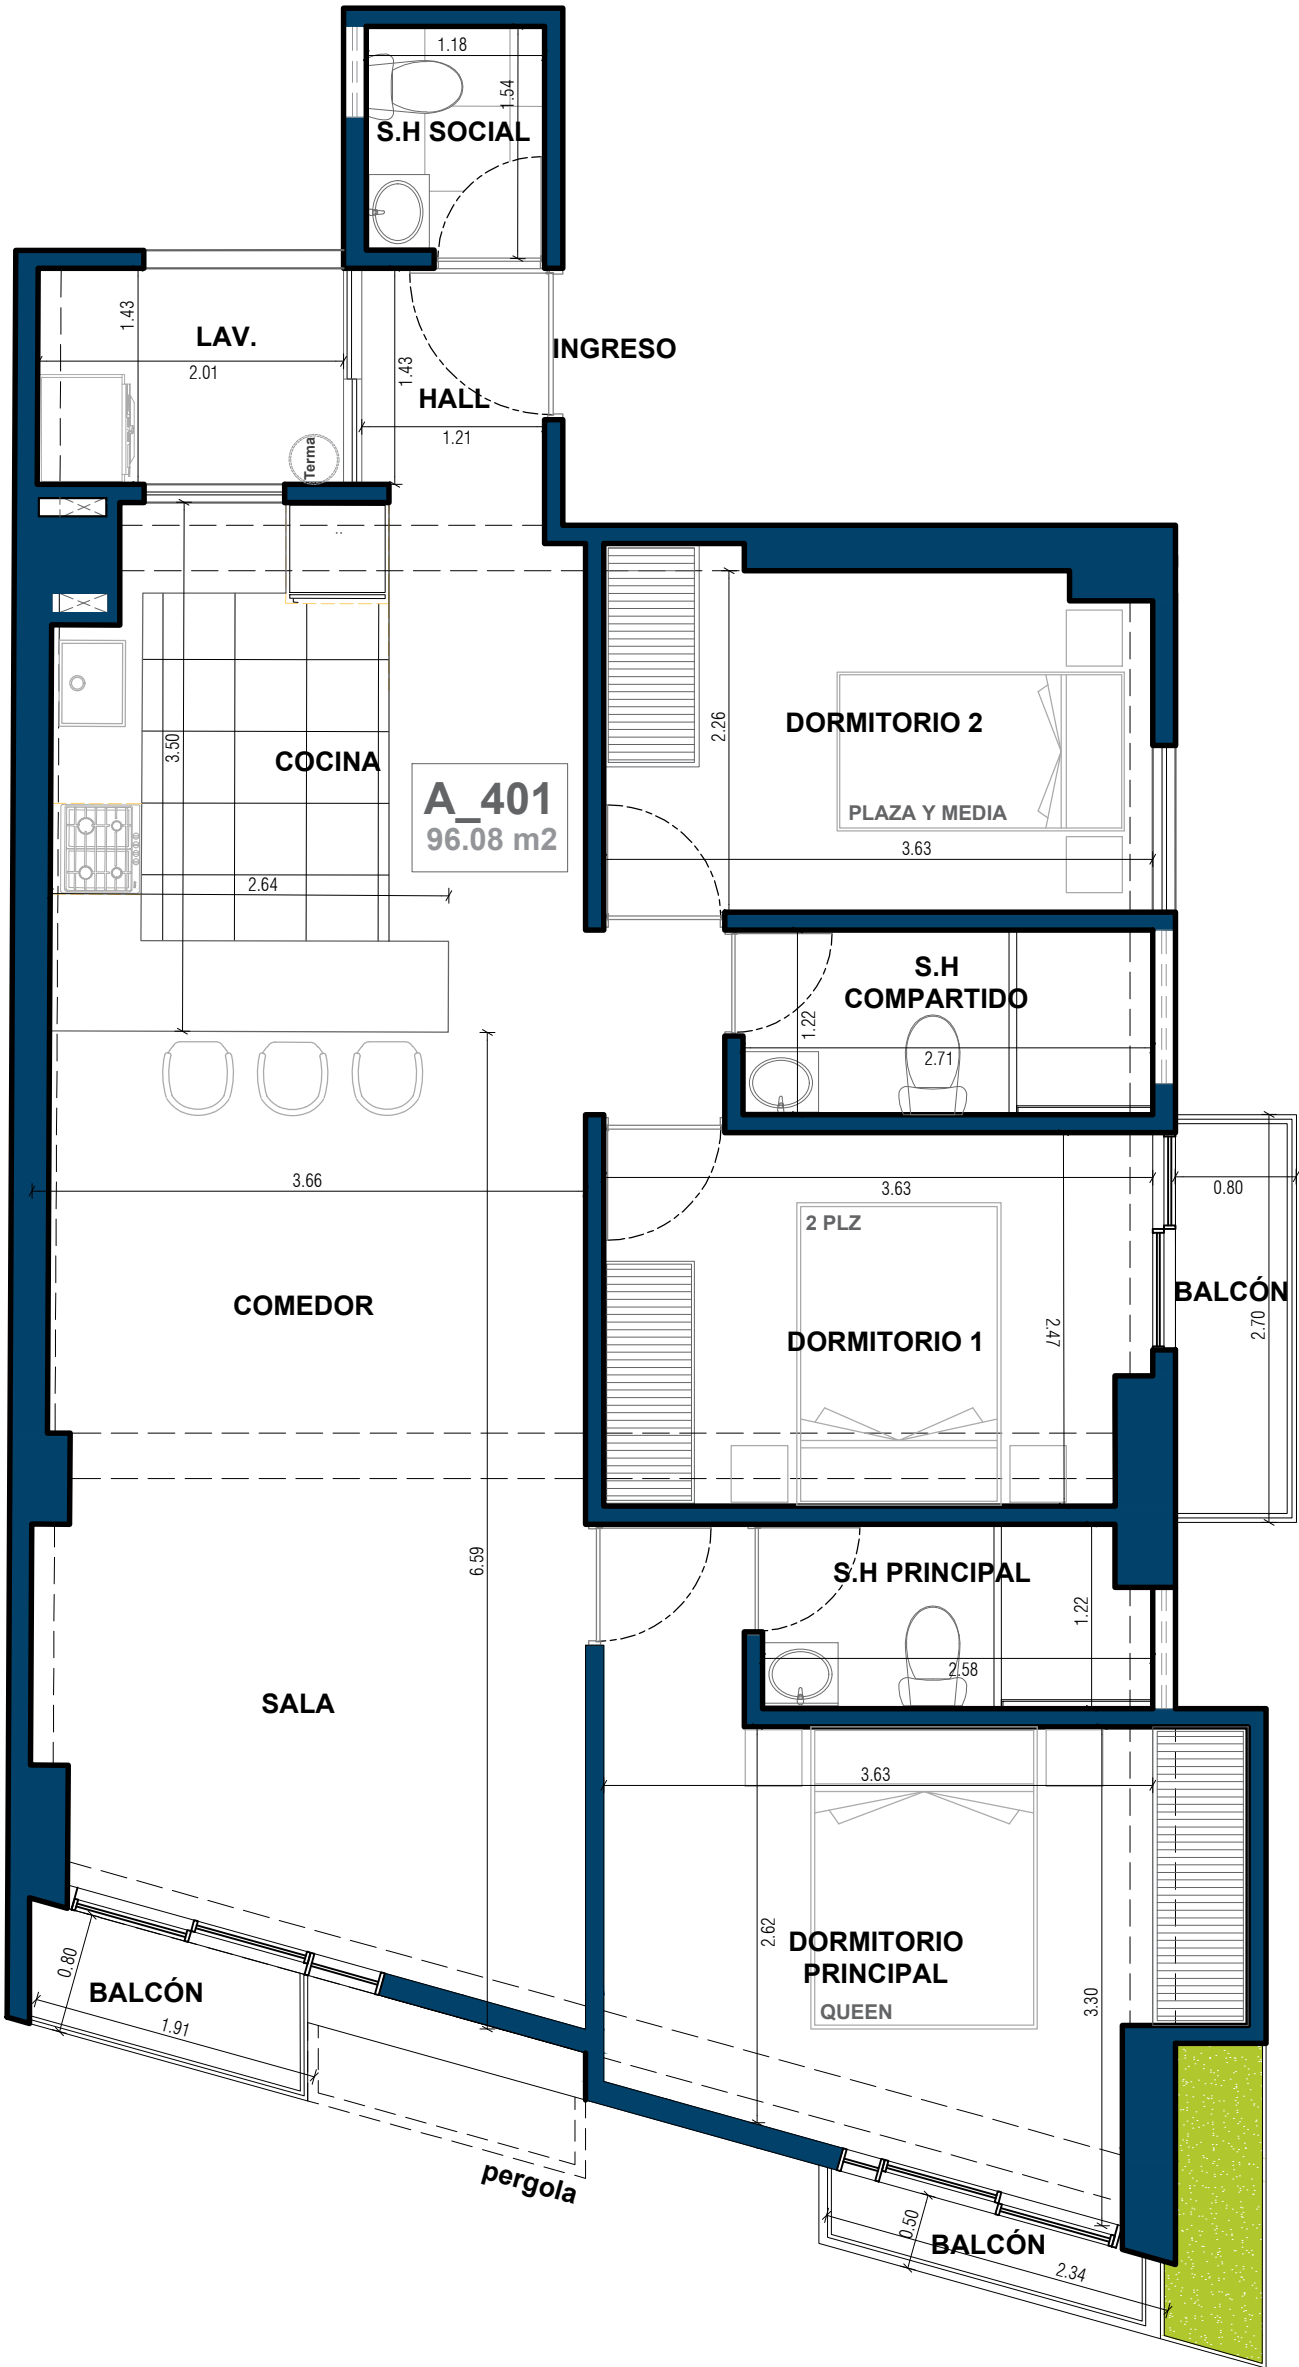 1.18
1.54
S.H SOCIAL
LAV.
1.43
2.01
1.43
HALL
INGRESO
1.21
Terma
3.50
COCINA
A_401
96.08 m2
2.64
2.26
DORMITORIO 2
PLAZA Y MEDIA
3.63
S.H
COMPARTIDO
1.22
2.71
3.66
3.63
0.80
2 PLZ
BALCÓN
2.70
COMEDOR
DORMITORIO 1
2.47
6.59
S.H PRINCIPAL
1.22
2.58
SALA
3.63
2.62
DORMITORIO
PRINCIPAL
QUEEN
3.30
0.80
BALCÓN
1.91
pergola
0.50
BALCÓN
2.34